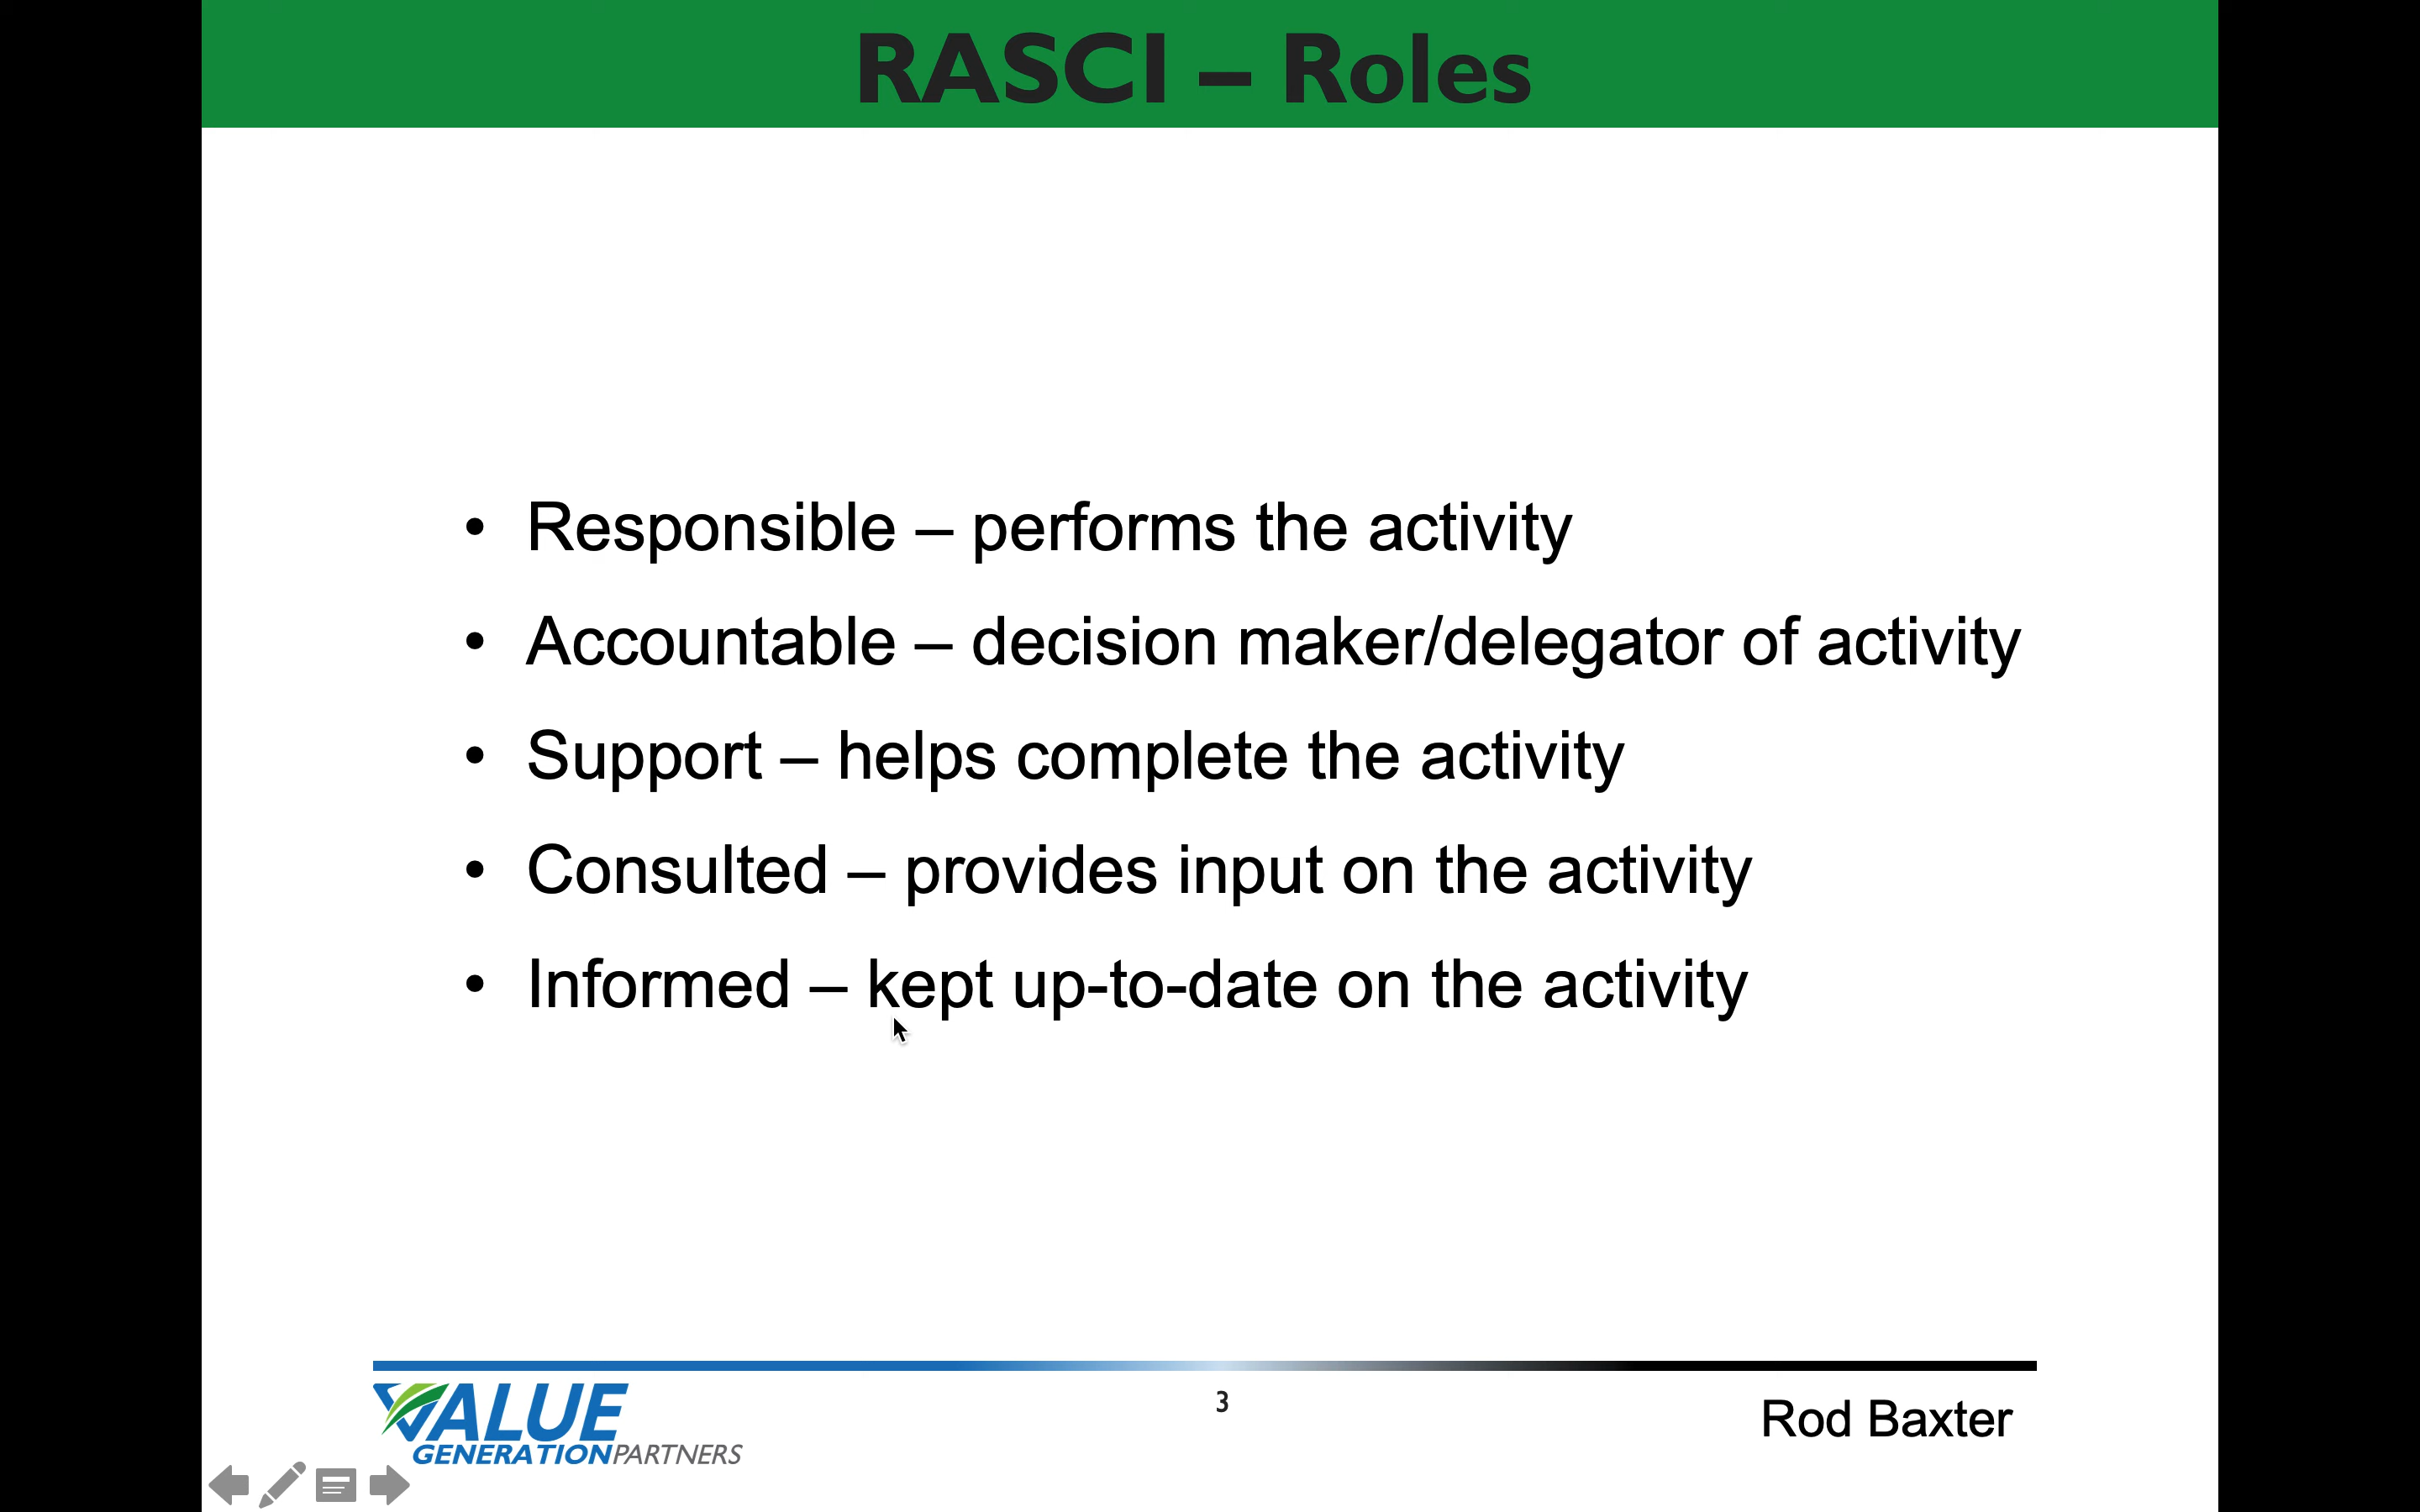 RASCI – Roles
• Responsible – performs the activity
• Accountable – decision maker/delegator of activity
• Support – helps complete the activity
• Consulted – provides input on the activity
• Informed – kept up-to-date on the activity
VALUE
GENERATIONPARTNERS
3
Rod Baxter